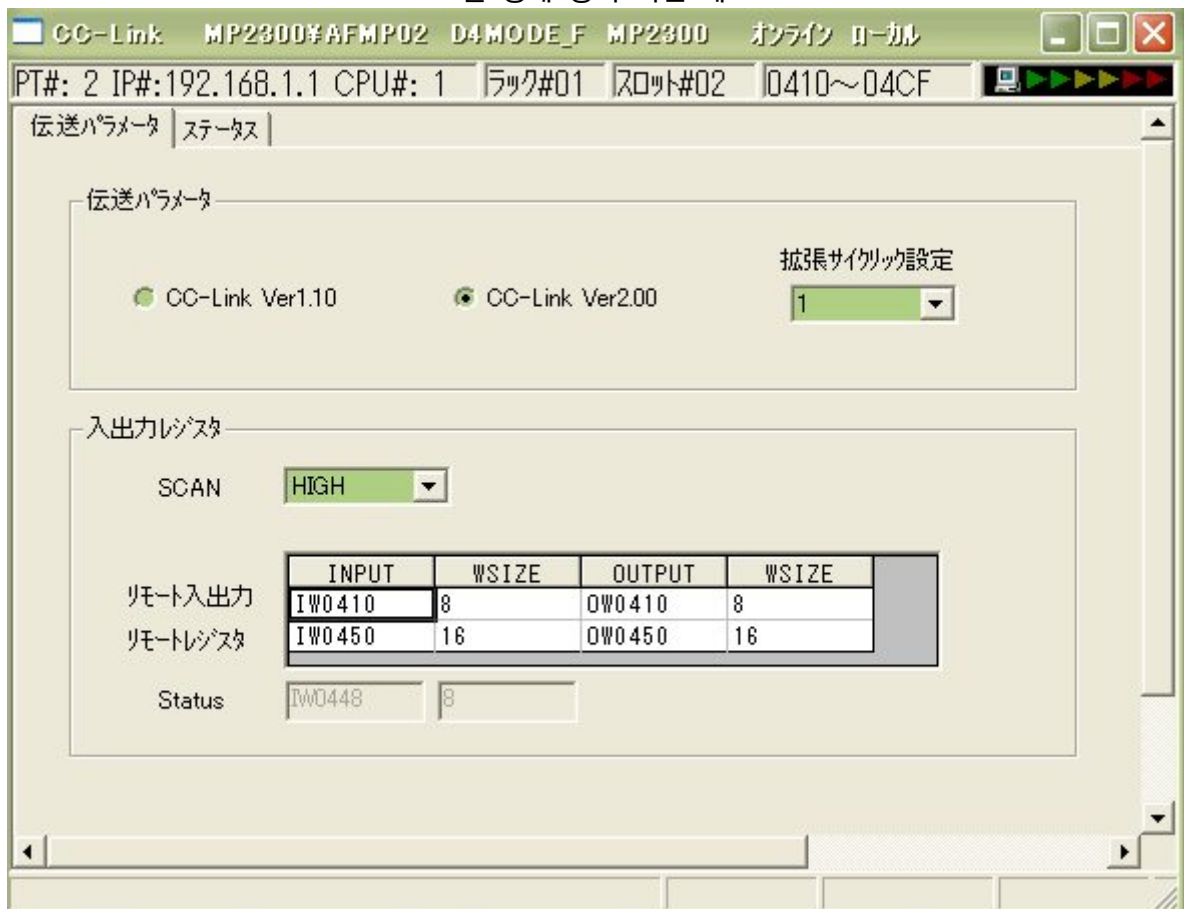 CC-Link MP2300¥AFMP02 D4MODE_F MP2300 オンライン ローカル
PT#: 2 IP#:192.168.1.1 CPU#: 1 ラック#01 スロット#02 0410～04CF
伝送パラメータ ステータス
伝送パラメータ
拡張サイクリック設定
CC-Link Ver1.10 CC-Link Ver2.00 1
入出力レジスタ
SCAN HIGH
INPUT WSIZE OUTPUT WSIZE
リモート入出力 IW0410 8 OW0410 8
リモートレジスタ IW0450 16 OW0450 16
Status IW0448 8